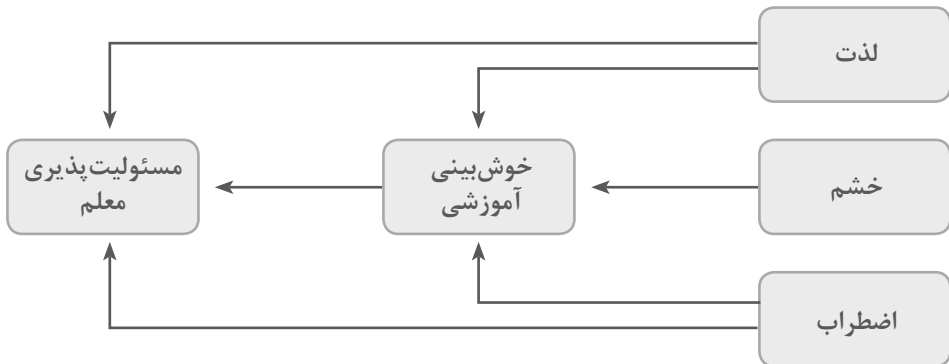 لذت
مسئولیت‌پذیری
معلم
خوش‌بینی
آموزشی
خشم
اضطراب